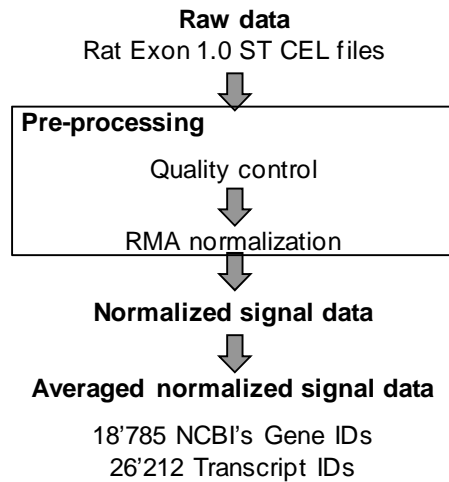 Raw data
Rat Exon 1.0 ST CEL files
Pre-processing
Quality control
RMA normalization
Normalized signal data
Averaged normalized signal data
18’785 NCBI’s Gene IDs
26’212 Transcript IDs